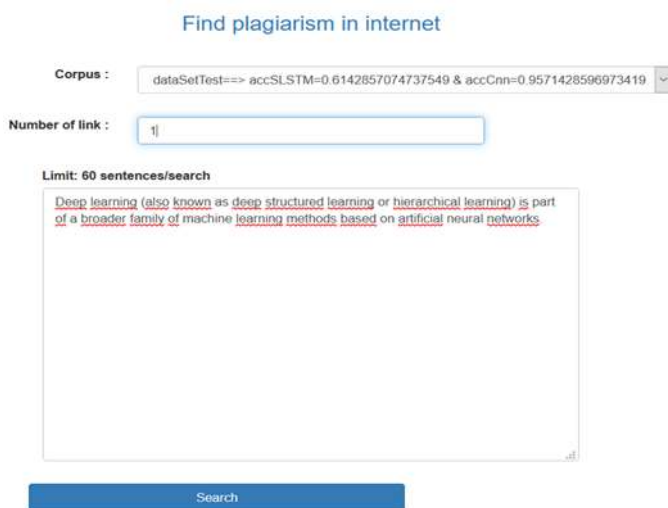 Find plagiarism in internet
Corpus :
dataSetTest==> accSLSTM=0.6142857074737549 & accCnn=0.9571428596973419
Number of link :
1
Limit: 60 sentences/search
Deep learning (also known as deep structured learning or hierarchical learning) is part
of a broader family of machine learning methods based on artificial neural networks.
Search